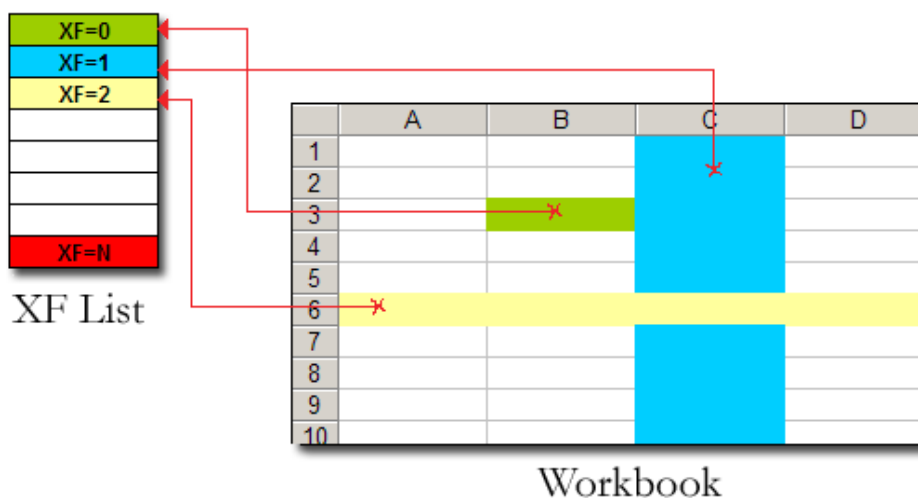 XF=0
XF=1
XF=2
XF=N
XF List
A B C D
1
2
3
4
5
6
7
8
9
10
Workbook